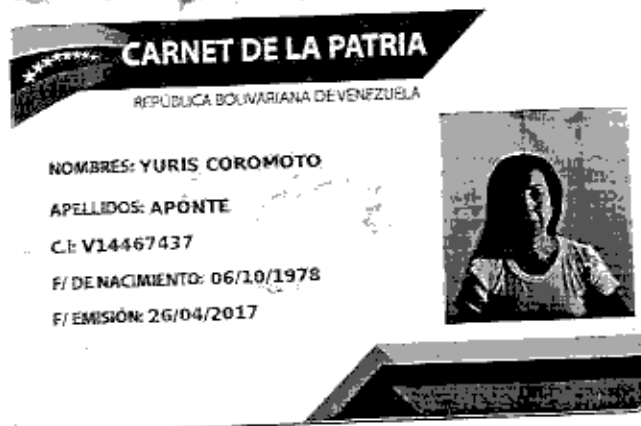 CARNET DE LA PATRIA
REPÚBLICA BOLIVARIANA DE VENEZUELA
NOMBRES: YURIS COROMOTO
APELLIDOS: APONTE
C.I: V14467437
F/ DE NACIMIENTO: 06/10/1978
F/ EMISIÓN: 26/04/2017